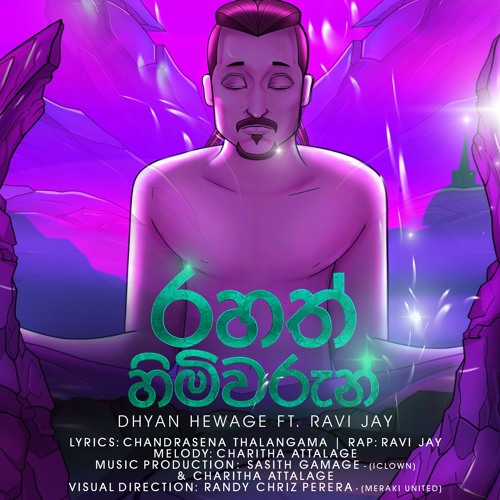 රහත්
හිමිවරුන්
DHYAN HEWAGE FT. RAVI JAY
LYRICS: CHANDRASENA THALANGAMA | RAP: RAVI JAY
MELODY: CHARITHA ATTALAGE
MUSIC PRODUCTION: SASITH GAMAGE - (ICLOWN)
& CHARITHA ATTALAGE
VISUAL DIRECTION: RANDY CHRIZ PERERA - (MERAKI UNITED)